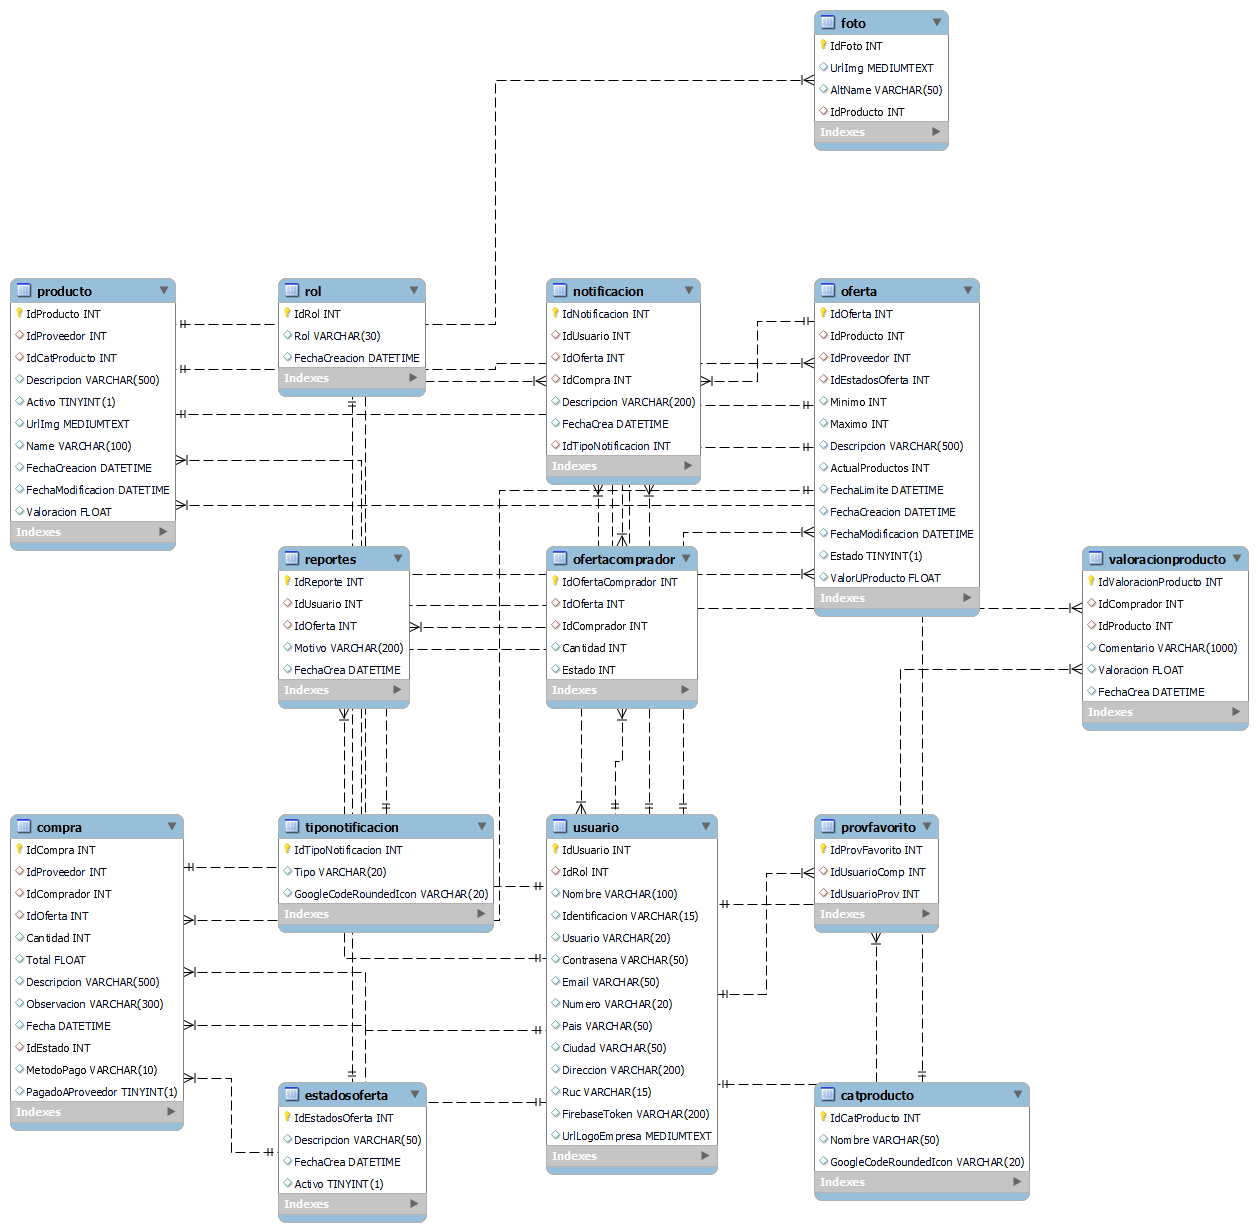 foto
IdFoto INT
UrlImg MEDIUMTEXT
AltName VARCHAR(50)
IdProducto INT
Indexes
producto
IdProducto INT
IdProveedor INT
IdCatProducto INT
Descripcion VARCHAR(500)
Activo TINYINT(1)
UrlImg MEDIUMTEXT
Name VARCHAR(100)
FechaCreacion DATETIME
FechaModificacion DATETIME
Valoracion FLOAT
Indexes
rol
IdRol INT
Rol VARCHAR(30)
FechaCreacion DATETIME
Indexes
notificacion
IdNotificacion INT
IdUsuario INT
IdOferta INT
IdCompra INT
Descripcion VARCHAR(200)
FechaCrea DATETIME
IdTipoNotificacion INT
Indexes
oferta
IdOferta INT
IdProducto INT
IdProveedor INT
IdEstadosOferta INT
Minimo INT
Maximo INT
Descripcion VARCHAR(500)
ActualProductos INT
FechaLimite DATETIME
FechaCreacion DATETIME
FechaModificacion DATETIME
Estado TINYINT(1)
ValorUProducto FLOAT
Indexes
reportes
IdReporte INT
IdUsuario INT
IdOferta INT
Motivo VARCHAR(200)
FechaCrea DATETIME
Indexes
ofertacomprador
IdOfertaComprador INT
IdOferta INT
IdComprador INT
Cantidad INT
Estado INT
Indexes
valoracionproducto
IdValoracionProducto INT
IdComprador INT
IdProducto INT
Comentario VARCHAR(1000)
Valoracion FLOAT
FechaCrea DATETIME
Indexes
compra
IdCompra INT
IdProveedor INT
IdComprador INT
IdOferta INT
Cantidad INT
Total FLOAT
Descripcion VARCHAR(500)
Observacion VARCHAR(300)
Fecha DATETIME
IdEstado INT
MetodoPago VARCHAR(10)
PagadoAProveedor TINYINT(1)
Indexes
tiponotificacion
IdTipoNotificacion INT
Tipo VARCHAR(20)
GoogleCodeRoundedIcon VARCHAR(20)
Indexes
usuario
IdUsuario INT
IdRol INT
Nombre VARCHAR(100)
Identificacion VARCHAR(15)
Usuario VARCHAR(20)
Contrasena VARCHAR(50)
Email VARCHAR(50)
Numero VARCHAR(20)
Pais VARCHAR(50)
Ciudad VARCHAR(50)
Direccion VARCHAR(200)
Ruc VARCHAR(15)
FirebaseToken VARCHAR(200)
UrlLogoEmpresa MEDIUMTEXT
Indexes
provfavorito
IdProvFavorito INT
IdUsuarioComp INT
IdUsuarioProv INT
Indexes
estadosoferta
IdEstadosOferta INT
Descripcion VARCHAR(50)
FechaCrea DATETIME
Activo TINYINT(1)
Indexes
catproducto
IdCatProducto INT
Nombre VARCHAR(50)
GoogleCodeRoundedIcon VARCHAR(20)
Indexes